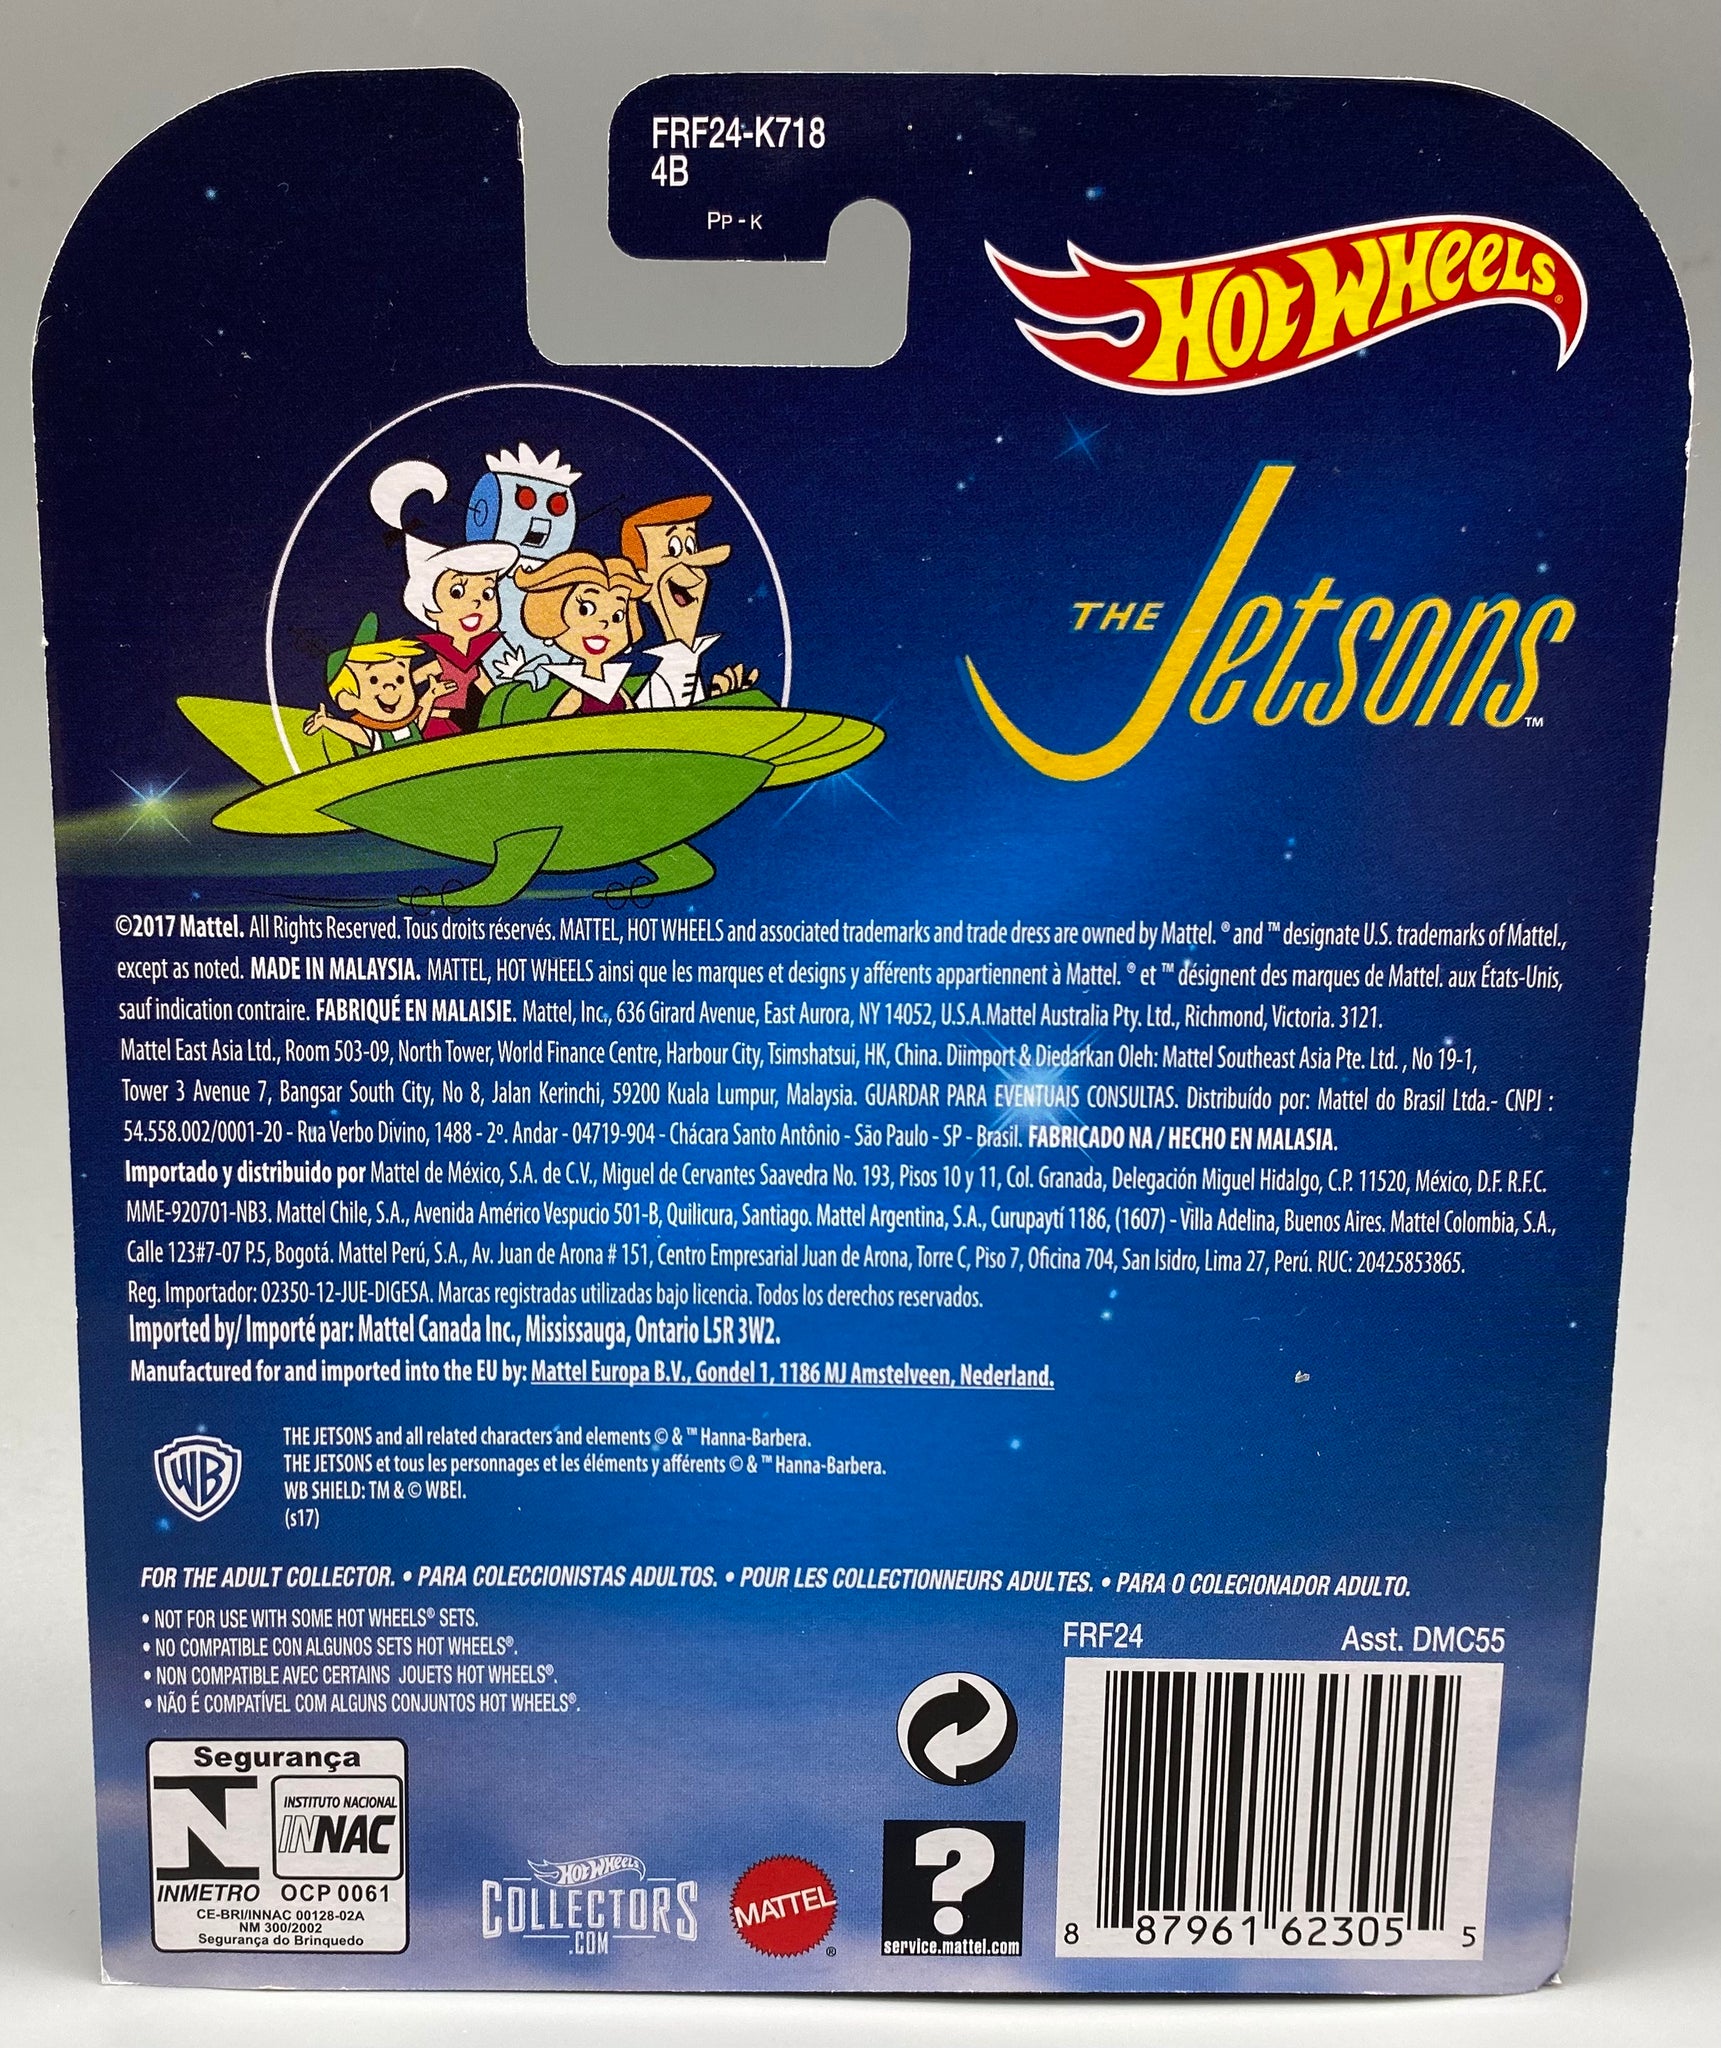 FRF24-K718
4B
PP - K
HOT WHEELS®
THE Jetsons™
©2017 Mattel. All Rights Reserved. Tous droits réservés. MATTEL, HOT WHEELS and associated trademarks and trade dress are owned by Mattel. ® and ™ designate U.S. trademarks of Mattel.,
except as noted. MADE IN MALAYSIA. MATTEL, HOT WHEELS ainsi que les marques et designs y afférents appartiennent à Mattel. ® et ™ désignent des marques de Mattel. aux États-Unis,
sauf indication contraire. FABRIQUÉ EN MALAISIE. Mattel, Inc., 636 Girard Avenue, East Aurora, NY 14052, U.S.A.Mattel Australia Pty. Ltd., Richmond, Victoria. 3121.
Mattel East Asia Ltd., Room 503-09, North Tower, World Finance Centre, Harbour City, Tsimshatsui, HK, China. Diimport & Diedarkan Oleh: Mattel Southeast Asia Pte. Ltd. , No 19-1,
Tower 3 Avenue 7, Bangsar South City, No 8, Jalan Kerinchi, 59200 Kuala Lumpur, Malaysia. GUARDAR PARA EVENTUAIS CONSULTAS. Distribuído por: Mattel do Brasil Ltda.- CNPJ :
54.558.002/0001-20 - Rua Verbo Divino, 1488 - 2º. Andar - 04719-904 - Chácara Santo Antônio - São Paulo - SP - Brasil. FABRICADO NA / HECHO EN MALASIA.
Importado y distribuido por Mattel de México, S.A. de C.V., Miguel de Cervantes Saavedra No. 193, Pisos 10 y 11, Col. Granada, Delegación Miguel Hidalgo, C.P. 11520, México, D.F. R.F.C.
MME-920701-NB3. Mattel Chile, S.A., Avenida Américo Vespucio 501-B, Quilicura, Santiago. Mattel Argentina, S.A., Curupaytí 1186, (1607) - Villa Adelina, Buenos Aires. Mattel Colombia, S.A.,
Calle 123#7-07 P.5, Bogotá. Mattel Perú, S.A., Av. Juan de Arona # 151, Centro Empresarial Juan de Arona, Torre C, Piso 7, Oficina 704, San Isidro, Lima 27, Perú. RUC: 20425853865.
Reg. Importador: 02350-12-JUE-DIGESA. Marcas registradas utilizadas bajo licencia. Todos los derechos reservados.
Imported by/ Importé par: Mattel Canada Inc., Mississauga, Ontario L5R 3W2.
Manufactured for and imported into the EU by: Mattel Europa B.V., Gondel 1, 1186 MJ Amstelveen, Nederland.
WB
THE JETSONS and all related characters and elements © & ™ Hanna-Barbera.
THE JETSONS et tous les personnages et les éléments y afférents © & ™ Hanna-Barbera.
WB SHIELD: TM & © WBEI.
(s17)
FOR THE ADULT COLLECTOR. • PARA COLECCIONISTAS ADULTOS. • POUR LES COLLECTIONNEURS ADULTES. • PARA O COLECIONADOR ADULTO.
• NOT FOR USE WITH SOME HOT WHEELS® SETS.
• NO COMPATIBLE CON ALGUNOS SETS HOT WHEELS®.
• NON COMPATIBLE AVEC CERTAINS JOUETS HOT WHEELS®.
• NÃO É COMPATÍVEL COM ALGUNS CONJUNTOS HOT WHEELS®.
FRF24 Asst. DMC55
Segurança
INSTITUTO NACIONAL
INNAC
INMETRO OCP 0061
CE-BRI/INNAC 00128-02A
NM 300/2002
Segurança do Brinquedo
HOT WHEELS
COLLECTORS
.COM
MATTEL®
?
service.mattel.com
8 87961 62305 5